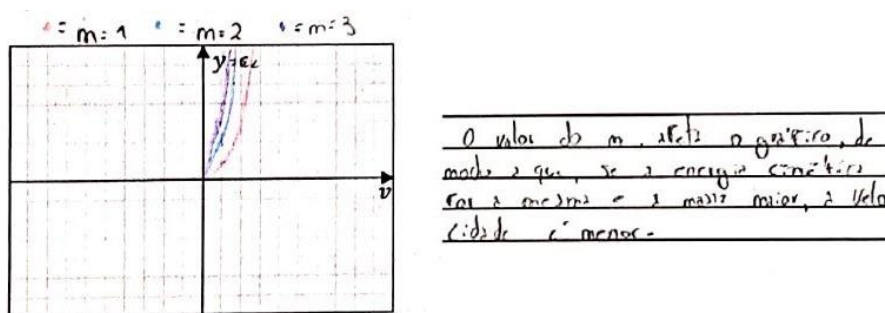 = m=1 = m=2 = m=3
y=Ec
v
O valor do m, afeta o gráfico, de
modo a que, se a energia cinética
for a mesma e a massa maior, a velo
cidade é menor.